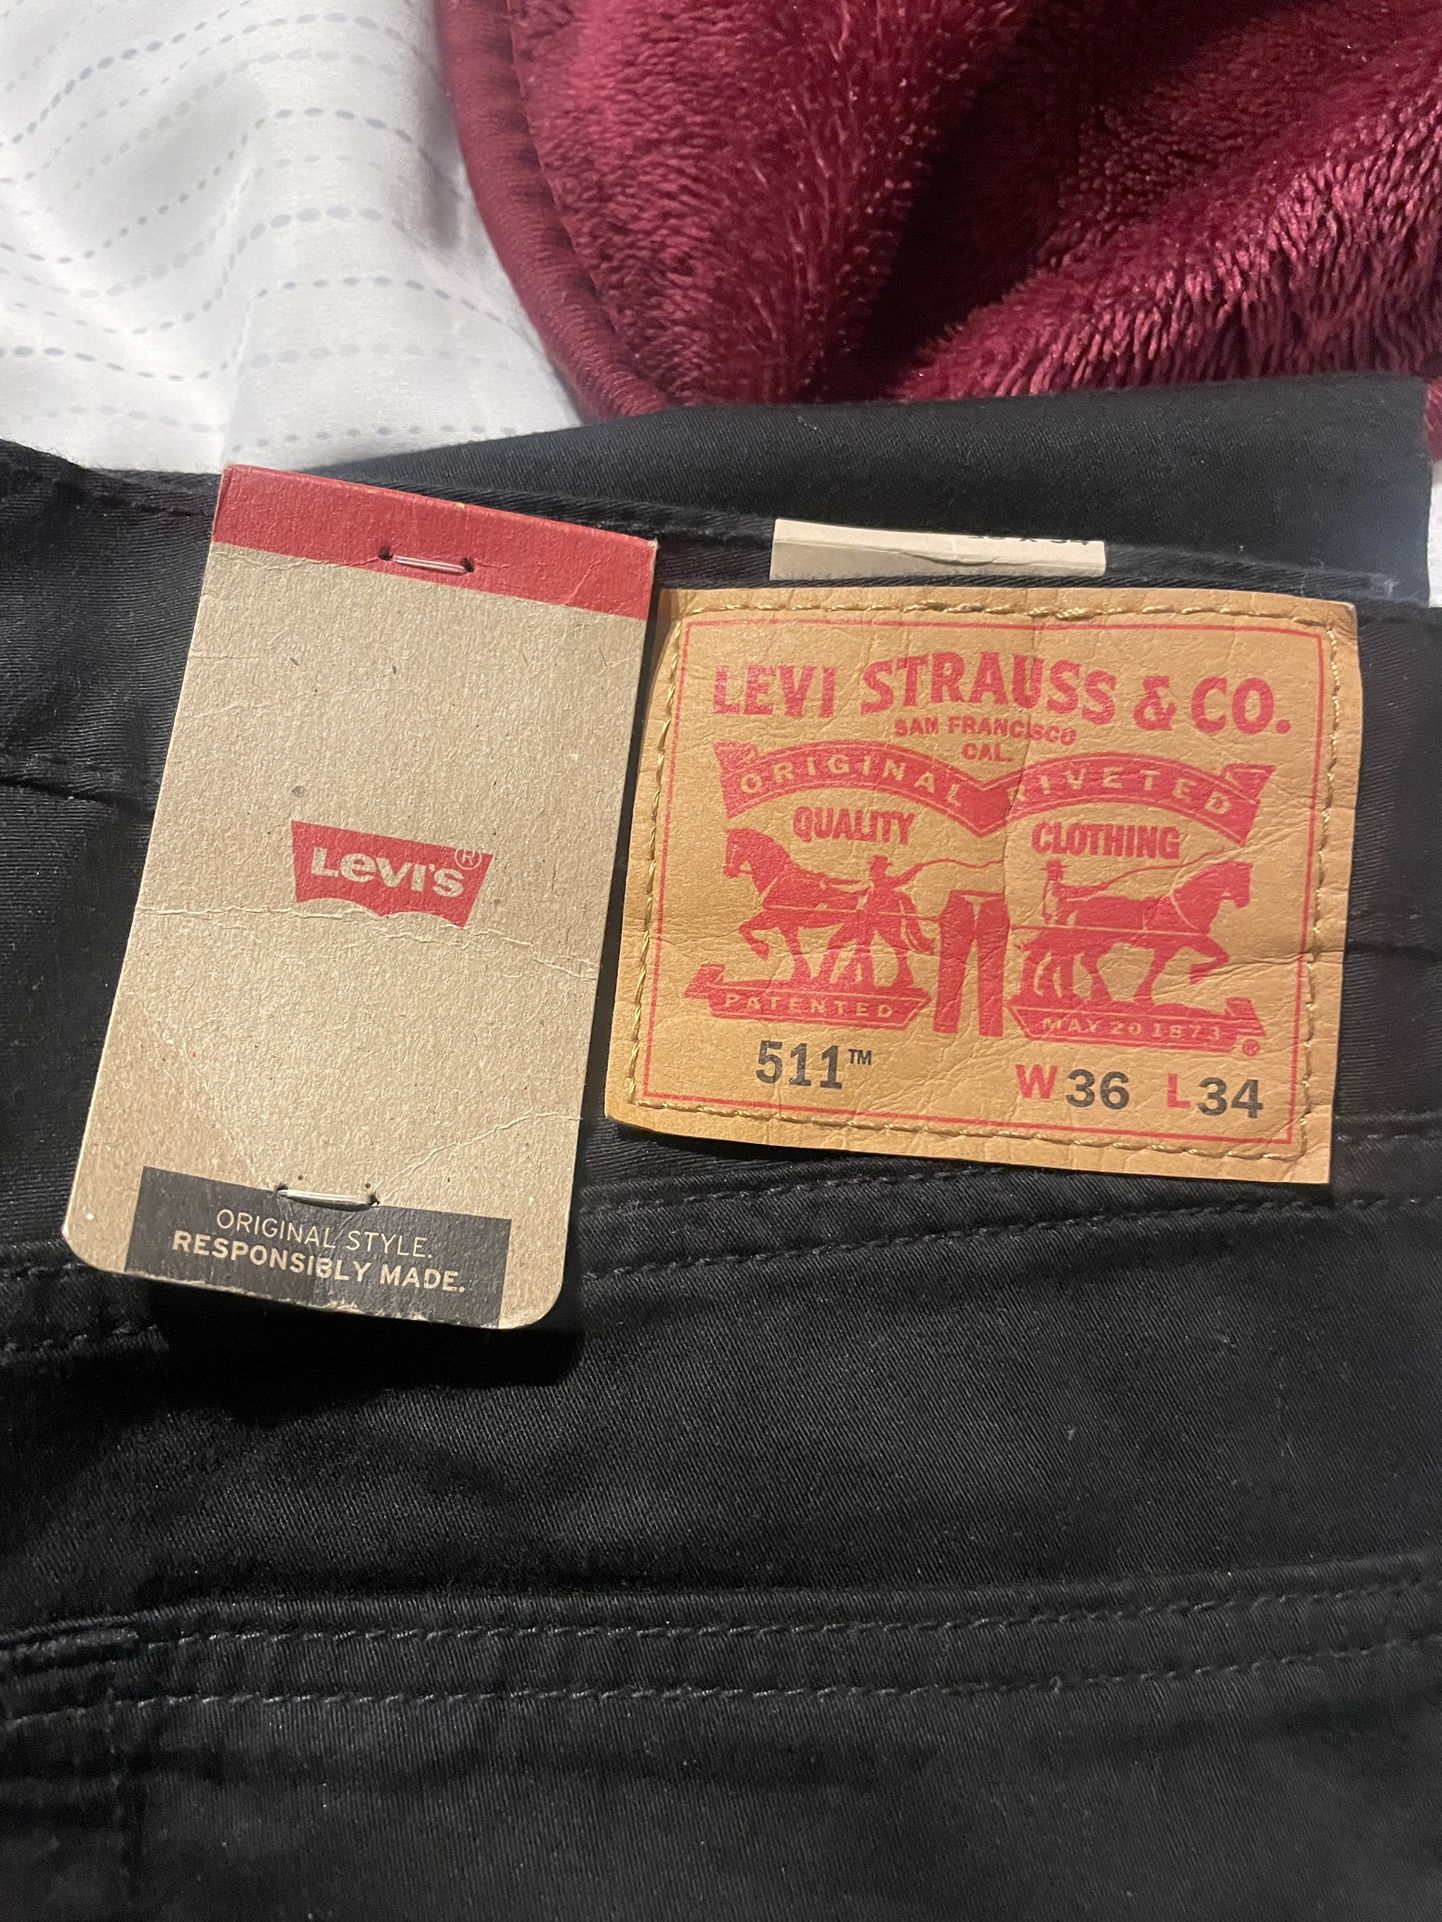 Levi's®
ORIGINAL STYLE.
RESPONSIBLY MADE.
LEVI STRAUSS & CO.
SAN FRANCISCO
CAL.
ORIGINAL RIVETED
QUALITY CLOTHING
PATENTED MAY 20 1873 ®
511™ W36 L34